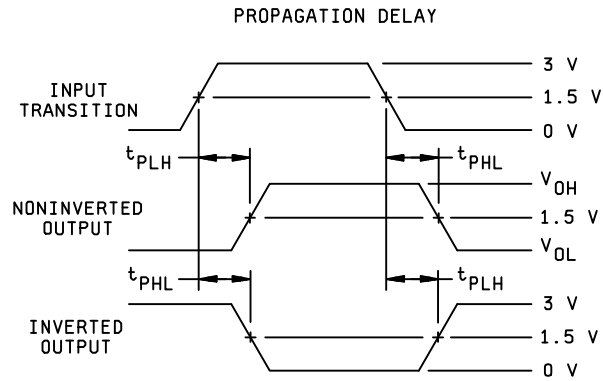 PROPAGATION DELAY
INPUT
TRANSITION
3 V
1.5 V
0 V
tPLH
tPHL
NONINVERTED
OUTPUT
VOH
1.5 V
VOL
tPHL
tPLH
INVERTED
OUTPUT
3 V
1.5 V
0 V